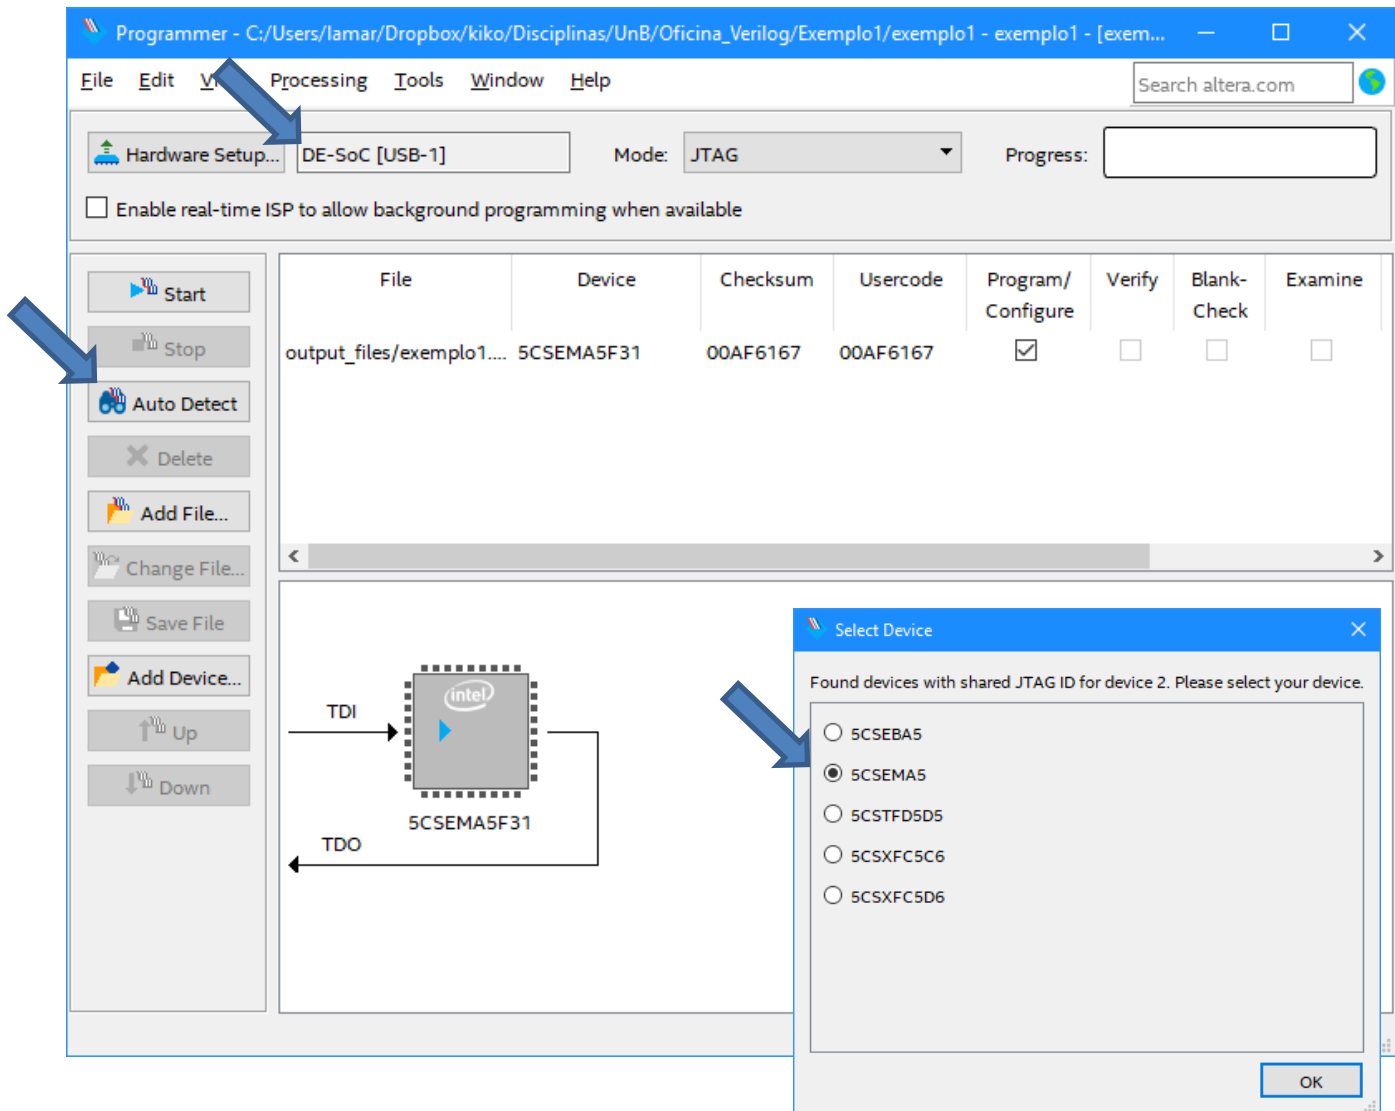 Programmer - C:/Users/lamar/Dropbox/kiko/Disciplinas/UnB/Oficina_Verilog/Exemplo1/exemplo1 - exemplo1 - [exem...
File Edit Processing Tools Window Help
Search altera.com
Hardware Setup... DE-SoC [USB-1] Mode: JTAG Progress:
Enable real-time ISP to allow background programming when available
Start
Stop
Auto Detect
Delete
Add File...
Change File...
Save File
Add Device...
Up
Down
File Device Checksum Usercode Program/ Verify Blank- Examine
Configure Check
output_files/exemplo1.... 5CSEMA5F31 00AF6167 00AF6167
TDI
intel
5CSEMA5F31
TDO
Select Device
Found devices with shared JTAG ID for device 2. Please select your device.
5CSEBA5
5CSEMA5
5CSTFD5D5
5CSXFC5C6
5CSXFC5D6
OK